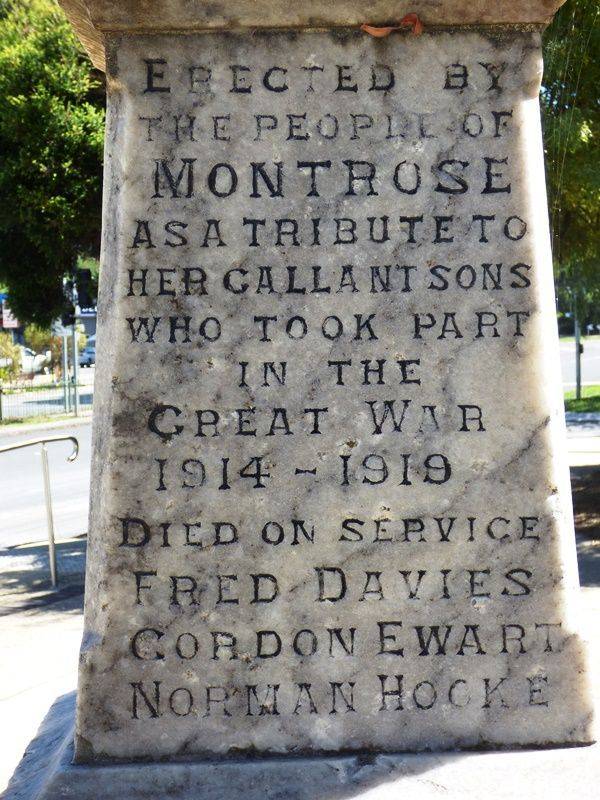 ERECTED BY
THE PEOPLE OF
MONTROSE
AS A TRIBUTE TO
HER GALLANT SONS
WHO TOOK PART
IN THE
GREAT WAR
1914 - 1919
DIED ON SERVICE
FRED DAVIES
GORDON EWART
NORMAN HOOKE